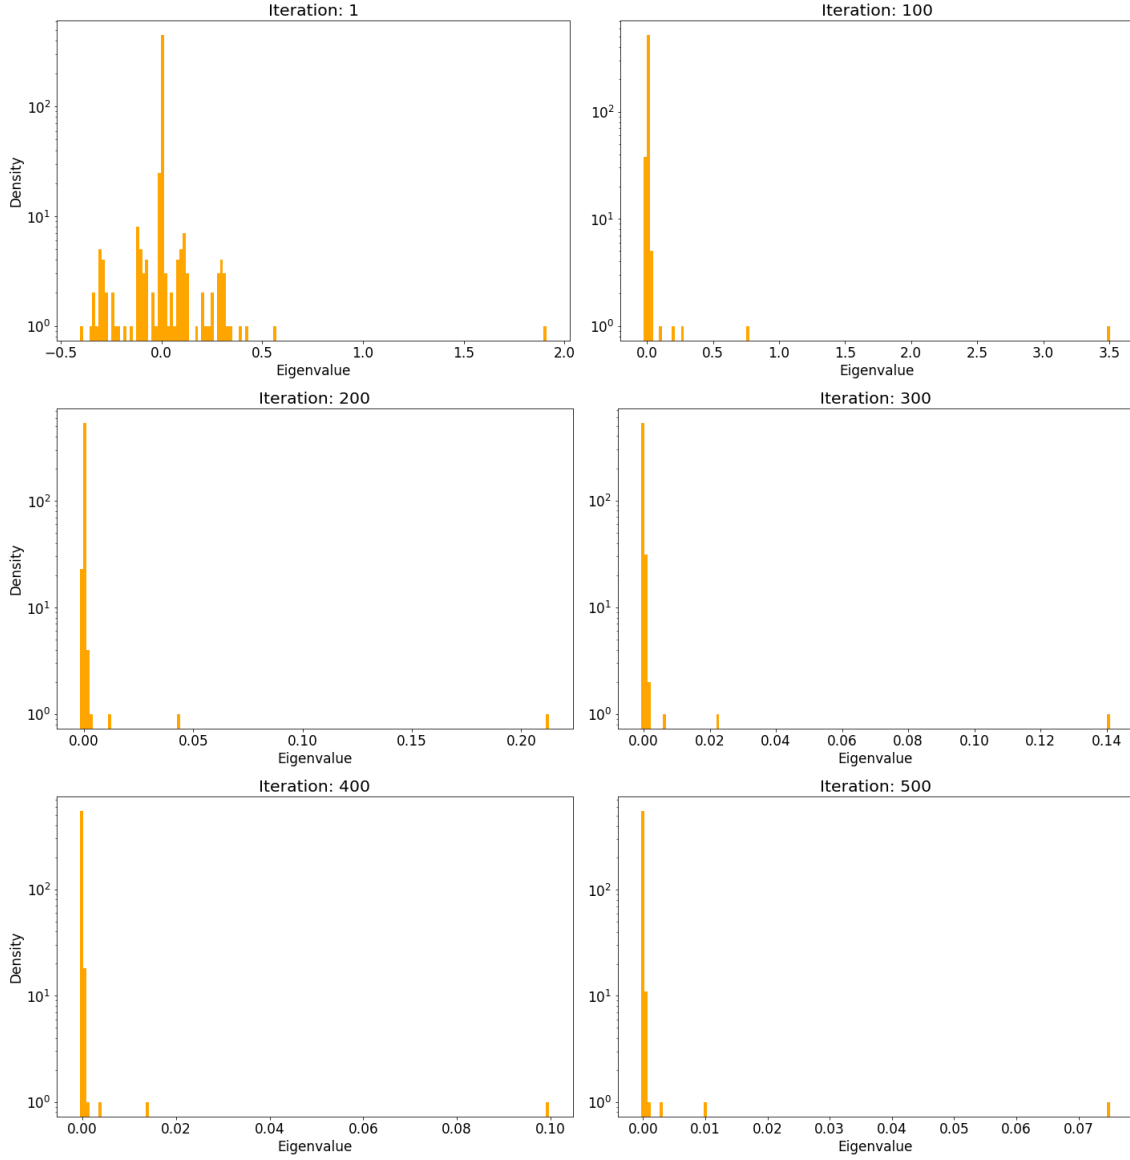 Iteration: 1
Density
10²
10¹
10⁰
−0.5 0.0 0.5 1.0 1.5 2.0
Eigenvalue
Iteration: 100
10²
10¹
10⁰
0.0 0.5 1.0 1.5 2.0 2.5 3.0 3.5
Eigenvalue
Iteration: 200
Density
10²
10¹
10⁰
0.00 0.05 0.10 0.15 0.20
Eigenvalue
Iteration: 300
10²
10¹
10⁰
0.00 0.02 0.04 0.06 0.08 0.10 0.12 0.14
Eigenvalue
Iteration: 400
Density
10²
10¹
10⁰
0.00 0.02 0.04 0.06 0.08 0.10
Eigenvalue
Iteration: 500
10²
10¹
10⁰
0.00 0.01 0.02 0.03 0.04 0.05 0.06 0.07
Eigenvalue